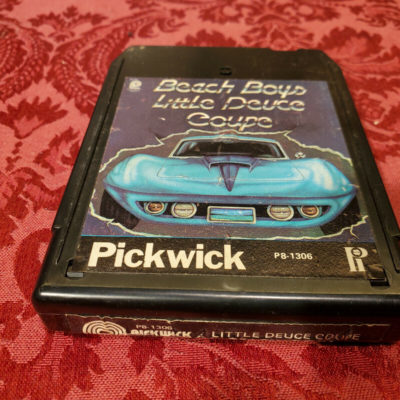 Beach Boys
Little Deuce
Coupe
Pickwick
P8-1306
P8-1306
PICKWICK
LITTLE DEUCE COUPE